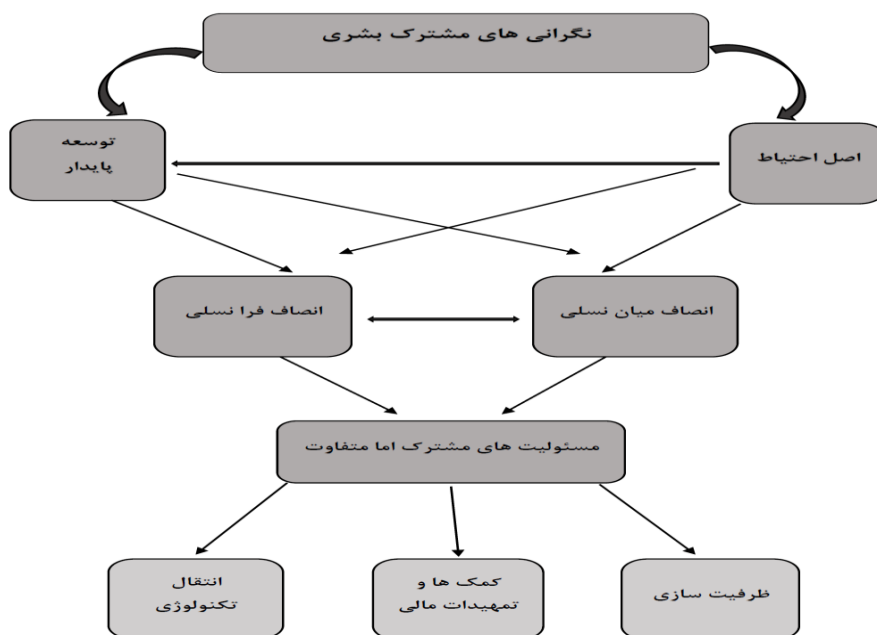 نگرانی های مشترک بشری
اصل احتیاط
توسعه
پایدار
انصاف میان نسلی
انصاف فرا نسلی
مسئولیت های مشترک اما متفاوت
ظرفیت سازی
کمک ها و
تمهیدات مالی
انتقال
تکنولوژی